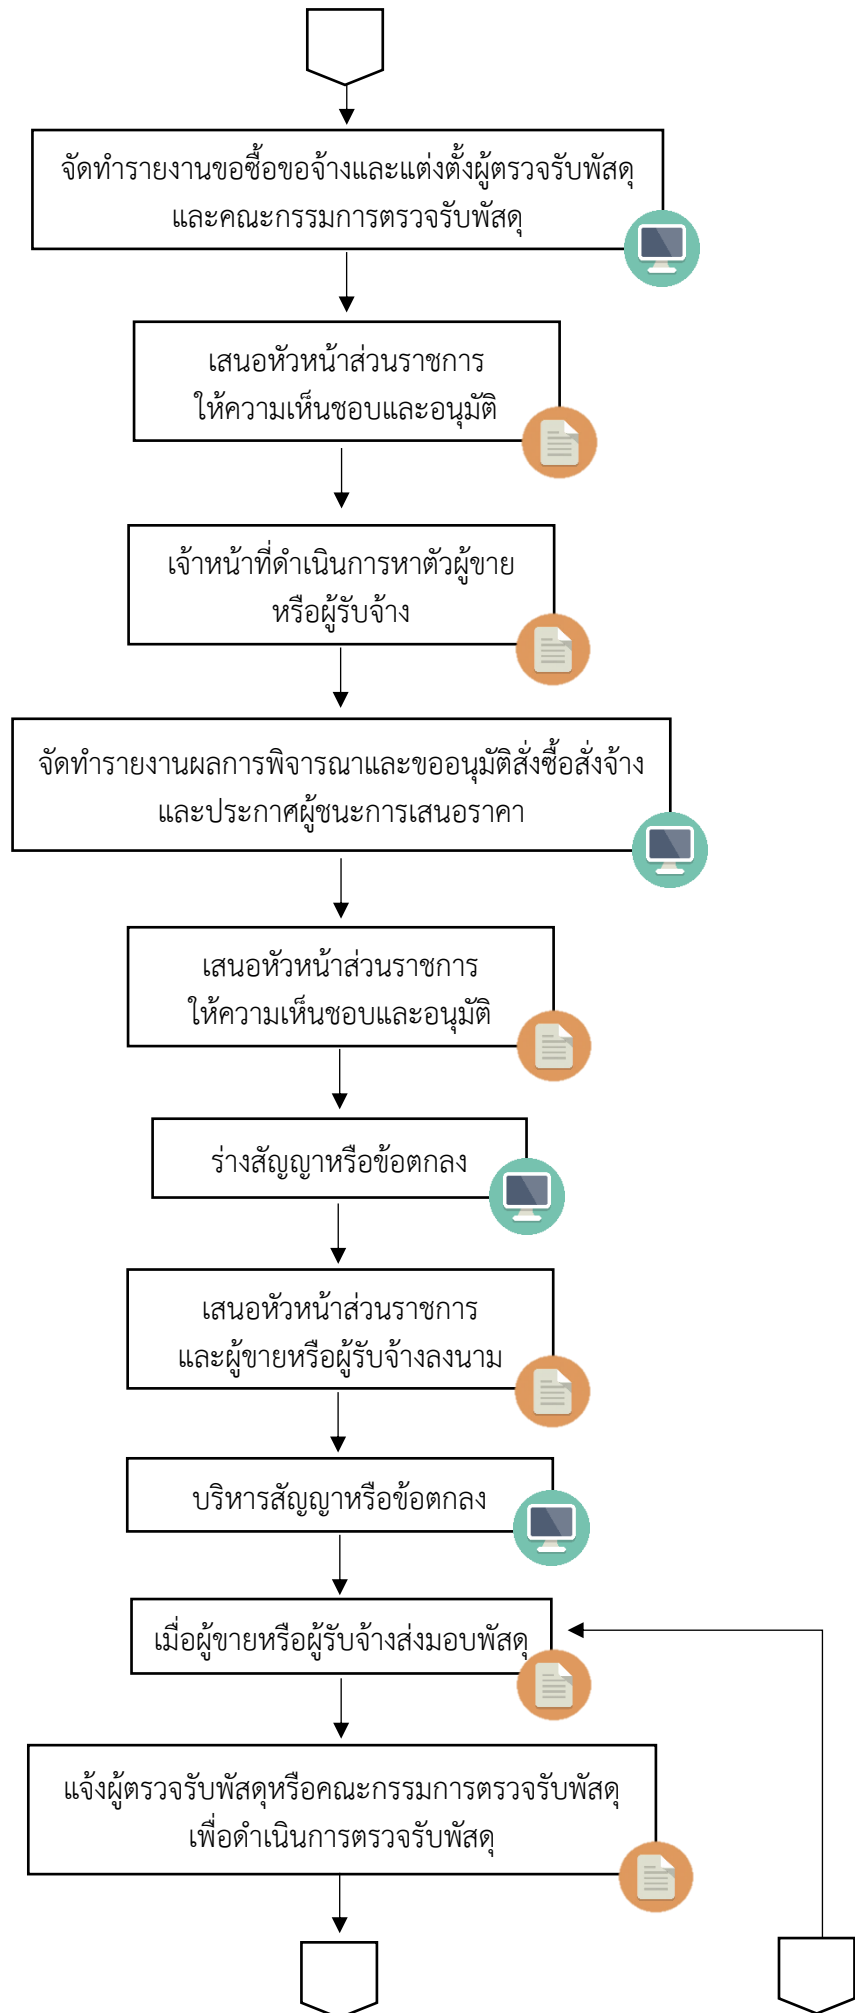 จัดทำรายงานขอซื้อขอจ้างและแต่งตั้งผู้ตรวจรับพัสดุ
และคณะกรรมการตรวจรับพัสดุ
เสนอหัวหน้าส่วนราชการ
ให้ความเห็นชอบและอนุมัติ
เจ้าหน้าที่ดำเนินการหาตัวผู้ขาย
หรือผู้รับจ้าง
จัดทำรายงานผลการพิจารณาและขออนุมัติสั่งซื้อสั่งจ้าง
และประกาศผู้ชนะการเสนอราคา
เสนอหัวหน้าส่วนราชการ
ให้ความเห็นชอบและอนุมัติ
ร่างสัญญาหรือข้อตกลง
เสนอหัวหน้าส่วนราชการ
และผู้ขายหรือผู้รับจ้างลงนาม
บริหารสัญญาหรือข้อตกลง
เมื่อผู้ขายหรือผู้รับจ้างส่งมอบพัสดุ
แจ้งผู้ตรวจรับพัสดุหรือคณะกรรมการตรวจรับพัสดุ
เพื่อดำเนินการตรวจรับพัสดุ